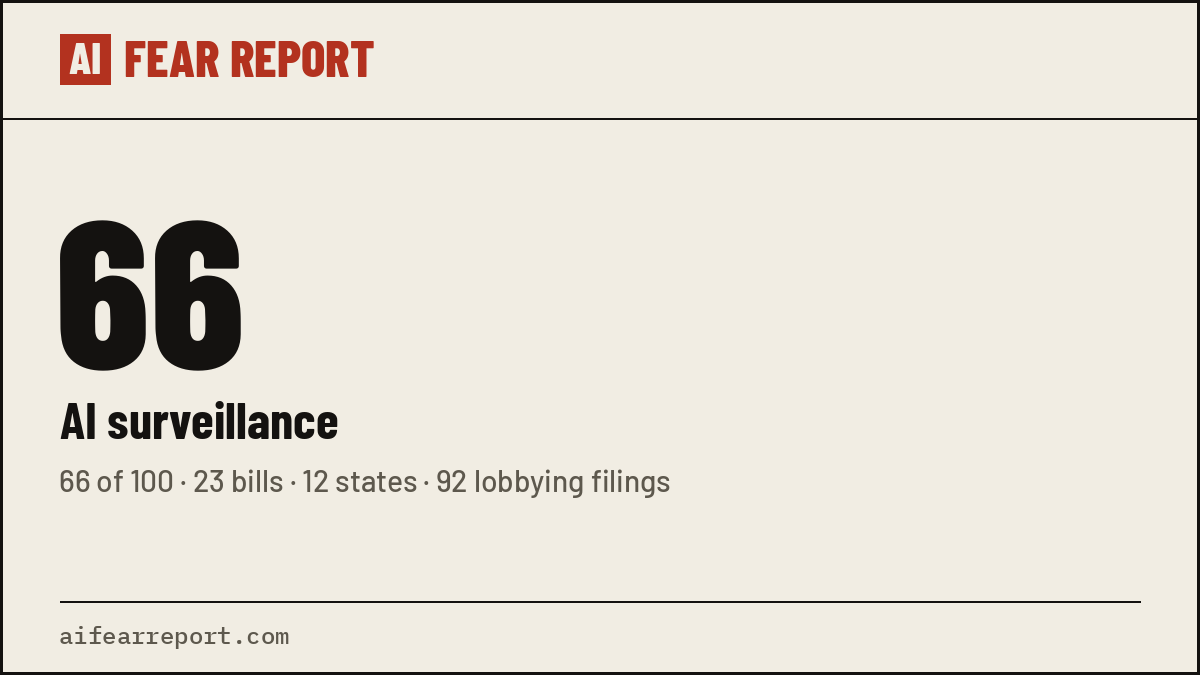 AI FEAR REPORT
66
AI surveillance
66 of 100 · 23 bills · 12 states · 92 lobbying filings
aifearreport.com